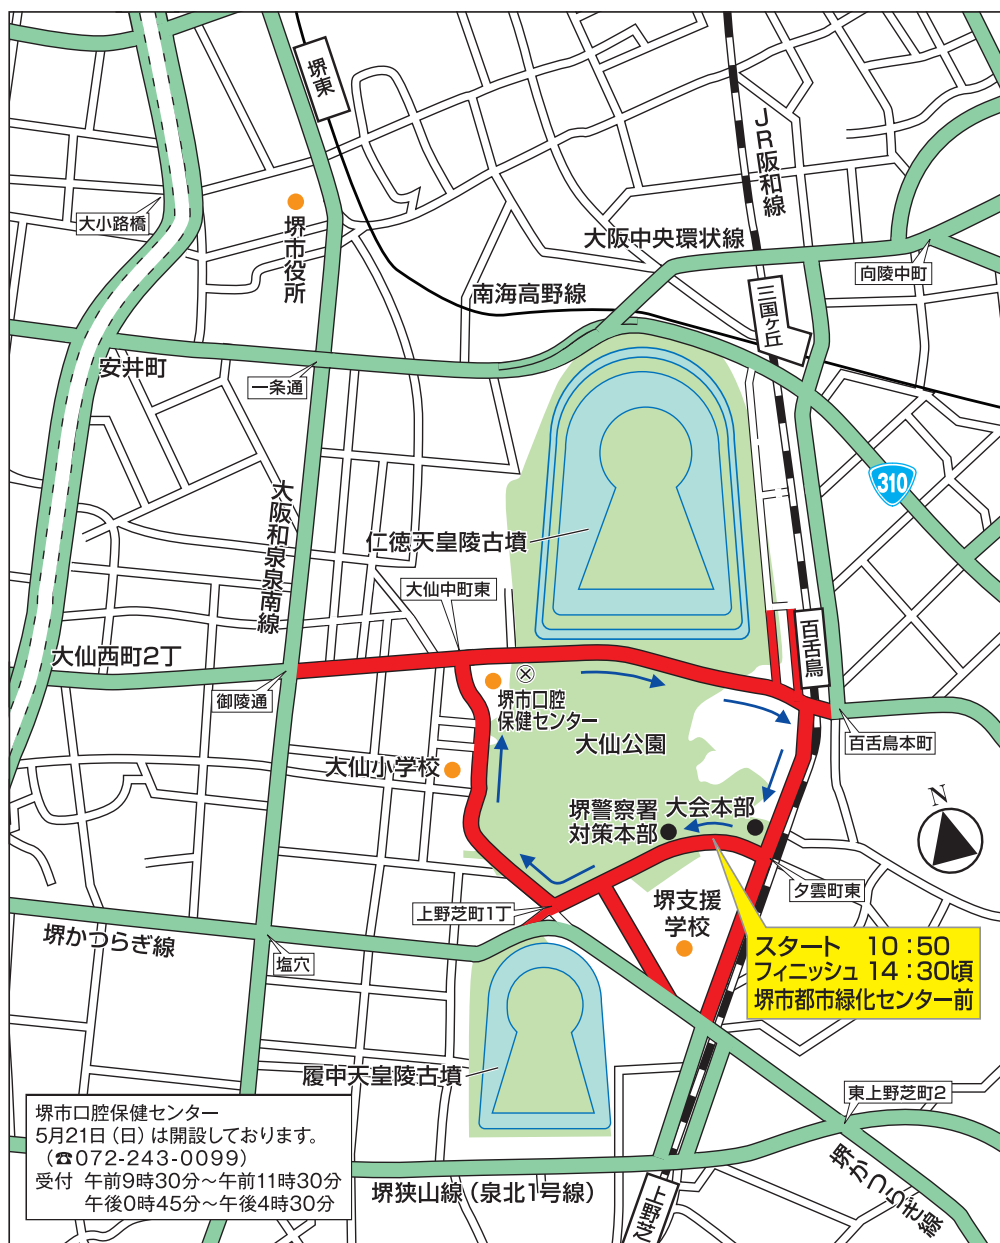 堺東
JR阪和線
大小路橋
堺市役所
大阪中央環状線
向陵中町
南海高野線
三国ヶ丘
安井町
一条通
310
大阪和泉泉南線
仁徳天皇陵古墳
大仙中町東
百舌鳥
大仙西町2丁
御陵通
堺市口腔
保健センター
大仙公園
百舌鳥本町
大仙小学校
堺警察署
対策本部
大会本部
N
夕雲町東
上野芝町1丁
堺支援
学校
堺かつらぎ線
塩穴
スタート 10:50
フィニッシュ 14:30頃
堺市都市緑化センター前
履中天皇陵古墳
東上野芝町2
堺市口腔保健センター
5月21日(日)は開設しております。
(☎072-243-0099)
受付 午前9時30分~午前11時30分
午後0時45分~午後4時30分
堺狭山線(泉北1号線)
上野芝
堺かつらぎ線